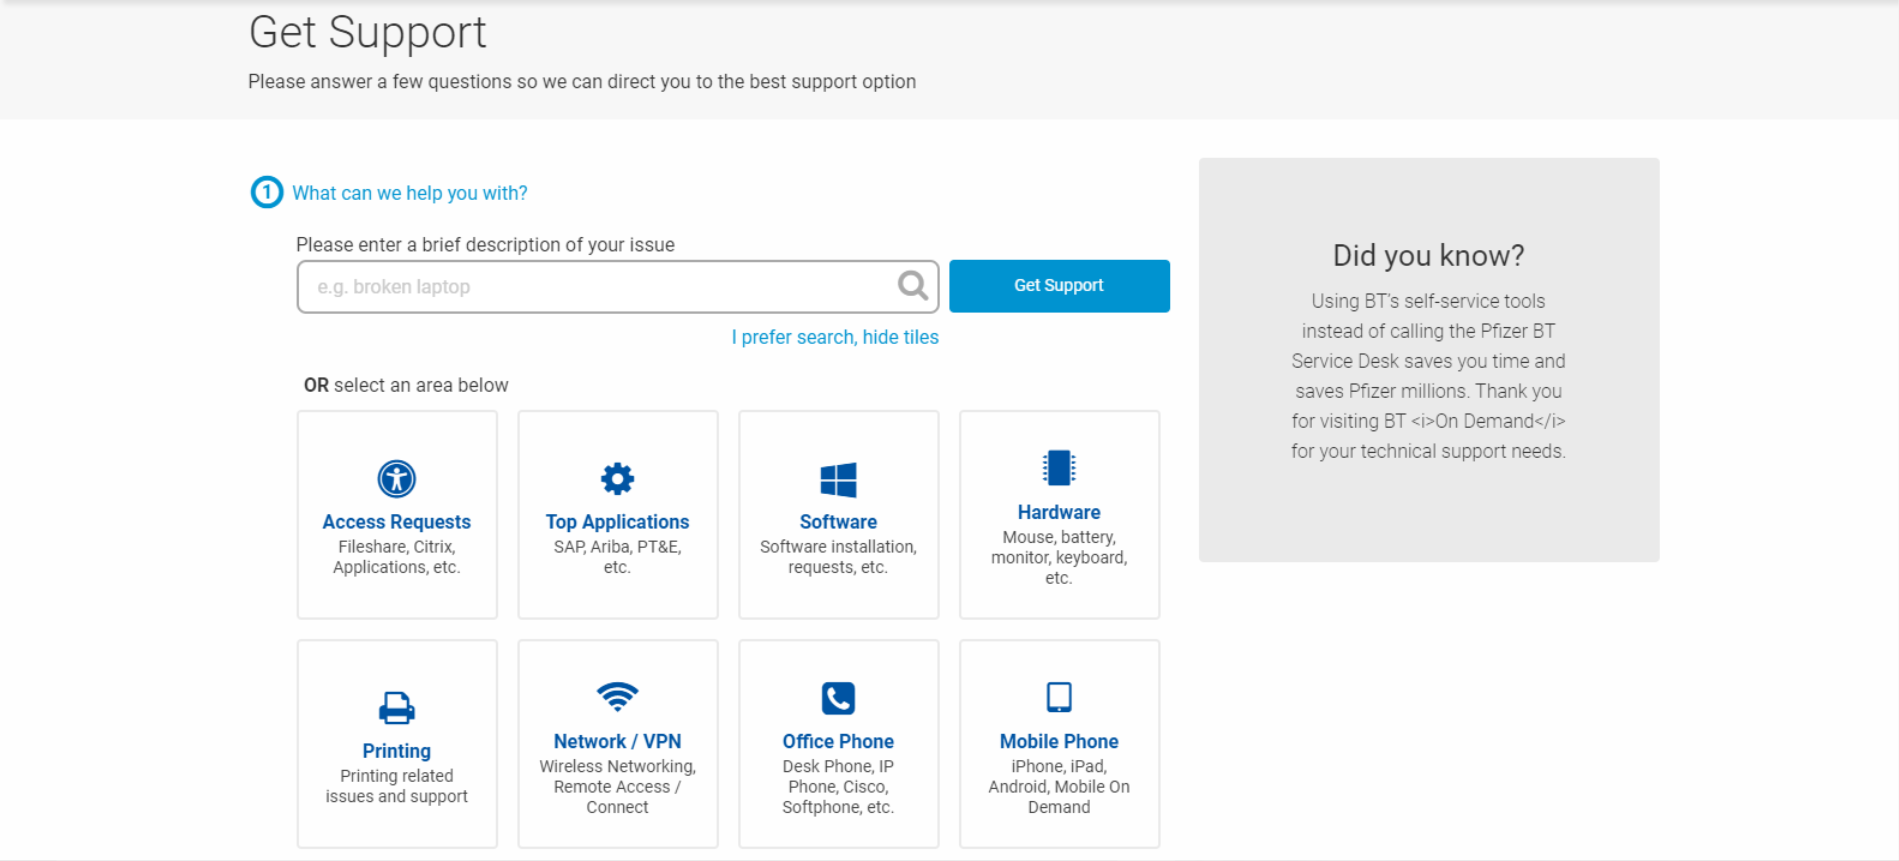 Get Support
Please answer a few questions so we can direct you to the best support option
1 What can we help you with?
Please enter a brief description of your issue
e.g. broken laptop
Get Support
I prefer search, hide tiles
OR select an area below
Access Requests
Fileshare, Citrix,
Applications, etc.
Top Applications
SAP, Ariba, PT&E,
etc.
Software
Software installation,
requests, etc.
Hardware
Mouse, battery,
monitor, keyboard,
etc.
Printing
Printing related
issues and support
Network / VPN
Wireless Networking,
Remote Access /
Connect
Office Phone
Desk Phone, IP
Phone, Cisco,
Softphone, etc.
Mobile Phone
iPhone, iPad,
Android, Mobile On
Demand
Did you know?
Using BT's self-service tools
instead of calling the Pfizer BT
Service Desk saves you time and
saves Pfizer millions. Thank you
for visiting BT <i>On Demand</i>
for your technical support needs.